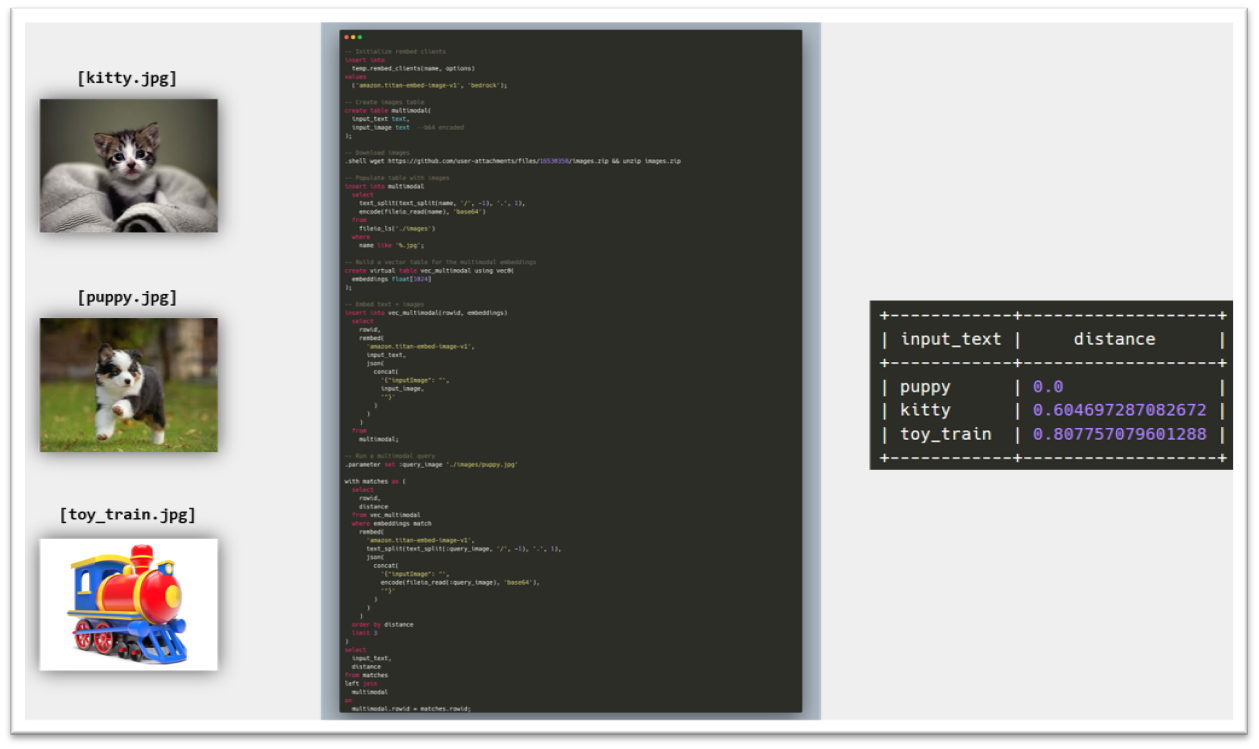 [kitty.jpg]
[puppy.jpg]
[toy_train.jpg]
-- Initialize rembed clients
insert into
temp.rembed_clients(name, options)
values
('amazon.titan-embed-image-v1', 'bedrock');
-- Create images table
create table multimodal(
input_text text,
input_image text --b64 encoded
);
-- Download images
.shell wget https://github.com/user-attachments/files/16530358/images.zip && unzip images.zip
-- Populate table with images
insert into multimodal
select
text_split(text_split(name, '/', -1), '.', 1),
encode(fileio_read(name), 'base64')
from
fileio_ls('./images')
where
name like '%.jpg';
-- Build a vector table for the multimodal embeddings
create virtual table vec_multimodal using vec0(
embeddings float[1024]
);
-- Embed text + images
insert into vec_multimodal(rowid, embeddings)
select
rowid,
rembed(
'amazon.titan-embed-image-v1',
input_text,
json(
concat(
'{"inputImage": "',
input_image,
'"}'
)
)
)
from
multimodal;
-- Run a multimodal query
.parameter set :query_image './images/puppy.jpg'
with matches as (
select
rowid,
distance
from vec_multimodal
where embeddings match
rembed(
'amazon.titan-embed-image-v1',
text_split(text_split(:query_image, '/', -1), '.', 1),
json(
concat(
'{"inputImage": "',
encode(fileio_read(:query_image), 'base64'),
'"}'
)
)
)
order by distance
limit 3
)
select
input_text,
distance
from matches
left join
multimodal
on
multimodal.rowid = matches.rowid;
+------------+-------------------+
| input_text |     distance      |
+------------+-------------------+
| puppy      | 0.0               |
| kitty      | 0.604697287082672 |
| toy_train  | 0.807757079601288 |
+------------+-------------------+